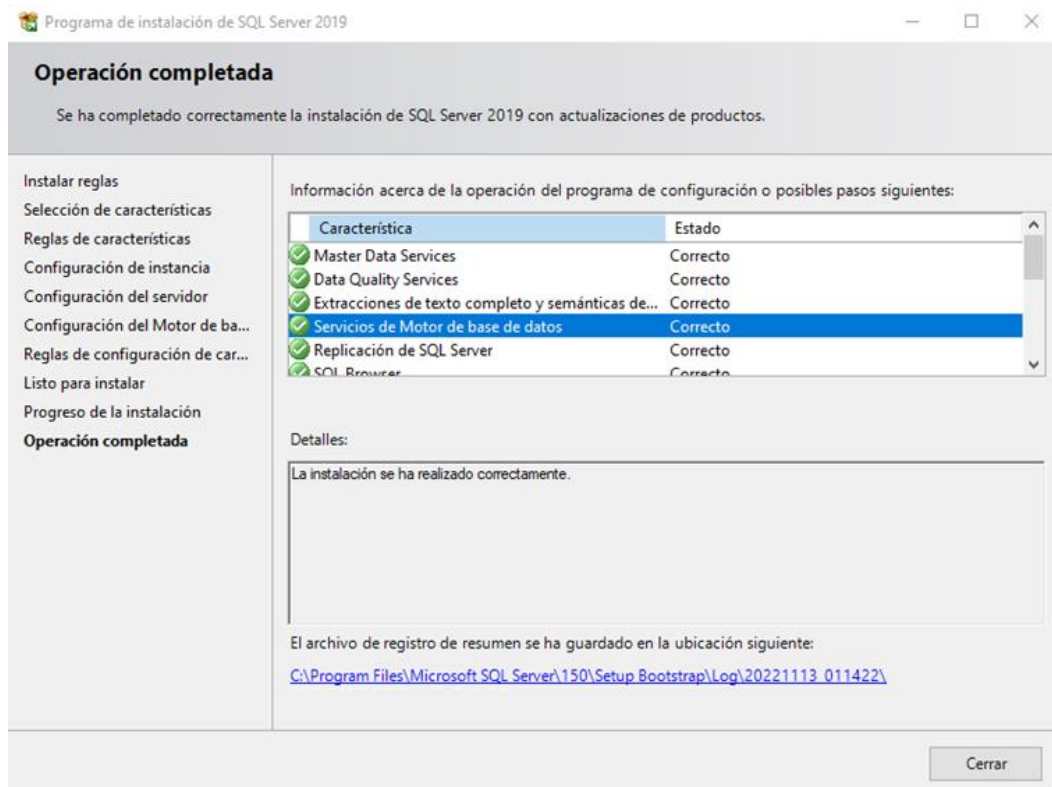 Programa de instalación de SQL Server 2019
Operación completada
Se ha completado correctamente la instalación de SQL Server 2019 con actualizaciones de productos.
Instalar reglas
Selección de características
Reglas de características
Configuración de instancia
Configuración del servidor
Configuración del Motor de ba...
Reglas de configuración de car...
Listo para instalar
Progreso de la instalación
Operación completada
Información acerca de la operación del programa de configuración o posibles pasos siguientes:
Característica Estado
Master Data Services Correcto
Data Quality Services Correcto
Extracciones de texto completo y semánticas de... Correcto
Servicios de Motor de base de datos Correcto
Replicación de SQL Server Correcto
SQL Browser Correcto
Detalles:
La instalación se ha realizado correctamente.
El archivo de registro de resumen se ha guardado en la ubicación siguiente:
C:\Program Files\Microsoft SQL Server\150\Setup Bootstrap\Log\20221113_011422\
Cerrar